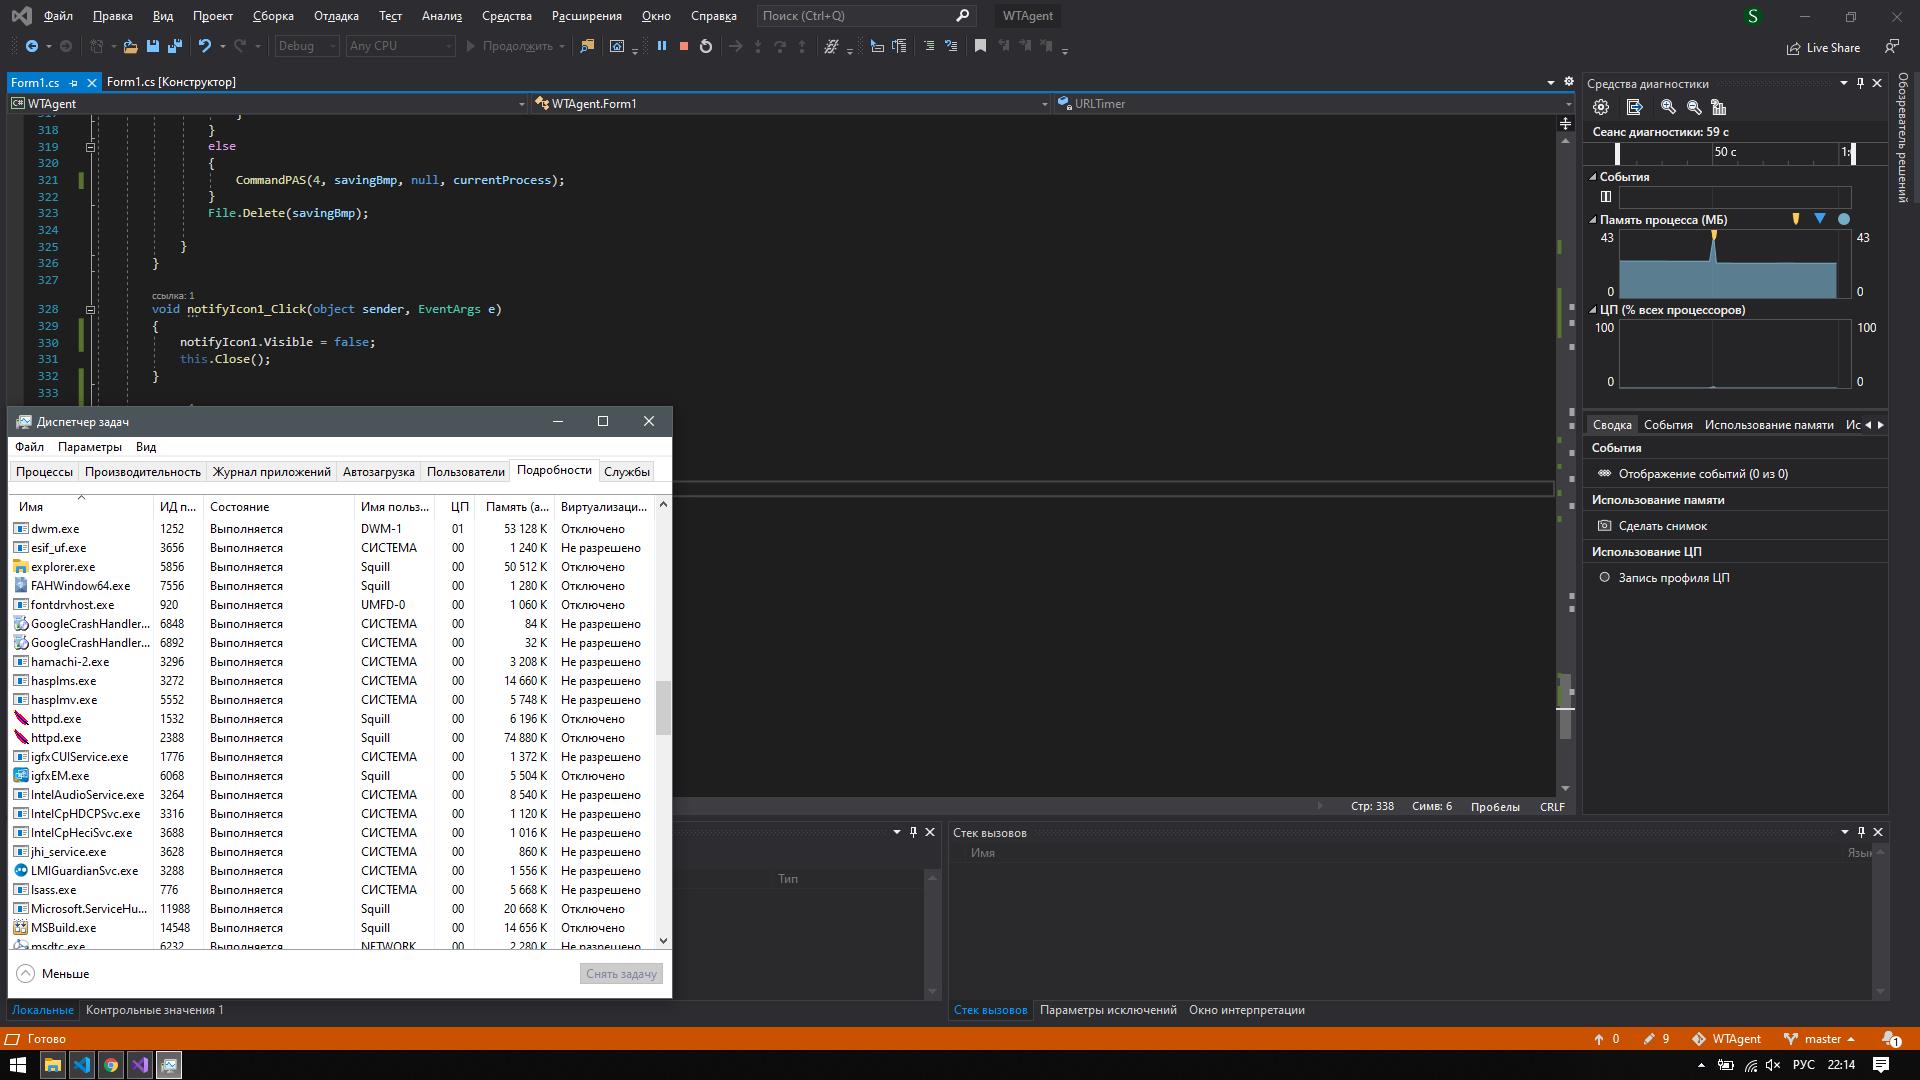 Файл Правка Вид Проект Сборка Отладка Тест Анализ Средства Расширения Окно Справка Поиск (Ctrl+Q) WTAgent S
Debug Any CPU Продолжить Live Share
Form1.cs Form1.cs [Конструктор]
WTAgent WTAgent.Form1 URLTimer
318 }
319 else
320 {
321 CommandPAS(4, savingBmp, null, currentProcess);
322 }
323 File.Delete(savingBmp);
324
325 }
326 }
327
ссылка: 1
328 void notifyIcon1_Click(object sender, EventArgs e)
329 {
330 notifyIcon1.Visible = false;
331 this.Close();
332 }
333
Диспетчер задач
Файл Параметры Вид
Процессы Производительность Журнал приложений Автозагрузка Пользователи Подробности Службы
Имя ИД п... Состояние Имя польз... ЦП Память (а... Виртуализаци...
dwm.exe 1252 Выполняется DWM-1 01 53 128 K Отключено
esif_uf.exe 3656 Выполняется СИСТЕМА 00 1 240 K Не разрешено
explorer.exe 5856 Выполняется Squill 00 50 512 K Отключено
FAHWindow64.exe 7556 Выполняется Squill 00 1 280 K Отключено
fontdrvhost.exe 920 Выполняется UMFD-0 00 1 060 K Отключено
GoogleCrashHandler... 6848 Выполняется СИСТЕМА 00 84 K Не разрешено
GoogleCrashHandler... 6892 Выполняется СИСТЕМА 00 32 K Не разрешено
hamachi-2.exe 3296 Выполняется СИСТЕМА 00 3 208 K Не разрешено
hasplms.exe 3272 Выполняется СИСТЕМА 00 14 660 K Не разрешено
hasplmv.exe 5552 Выполняется СИСТЕМА 00 5 748 K Не разрешено
httpd.exe 1532 Выполняется Squill 00 6 196 K Отключено
httpd.exe 2388 Выполняется Squill 00 74 880 K Отключено
igfxCUIService.exe 1776 Выполняется СИСТЕМА 00 1 372 K Не разрешено
igfxEM.exe 6068 Выполняется Squill 00 5 504 K Отключено
IntelAudioService.exe 3264 Выполняется СИСТЕМА 00 8 540 K Не разрешено
IntelCpHDCPSvc.exe 3316 Выполняется СИСТЕМА 00 1 120 K Не разрешено
IntelCpHeciSvc.exe 3688 Выполняется СИСТЕМА 00 1 016 K Не разрешено
jhi_service.exe 3628 Выполняется СИСТЕМА 00 860 K Не разрешено
LMIGuardianSvc.exe 3288 Выполняется СИСТЕМА 00 1 556 K Не разрешено
lsass.exe 776 Выполняется СИСТЕМА 00 5 668 K Не разрешено
Microsoft.ServiceHu... 11988 Выполняется Squill 00 20 668 K Отключено
MSBuild.exe 14548 Выполняется Squill 00 14 656 K Отключено
msdtc.exe 6232 Выполняется NETWORK 00 2 280 K Не разрешено
Меньше Снять задачу
Стр: 338 Симв: 6 Пробелы CRLF
Тип
Локальные Контрольные значения 1
Стек вызовов
Имя Язык
Стек вызовов Параметры исключений Окно интерпретации
Средства диагностики
Сеанс диагностики: 59 с
50 с 1:
События
Память процесса (МБ)
43 43
0 0
ЦП (% всех процессоров)
100 100
0 0
Сводка События Использование памяти Ис
События
Отображение событий (0 из 0)
Использование памяти
Сделать снимок
Использование ЦП
Запись профиля ЦП
Обозреватель решений
Готово 0 9 WTAgent master 1
РУС 22:14